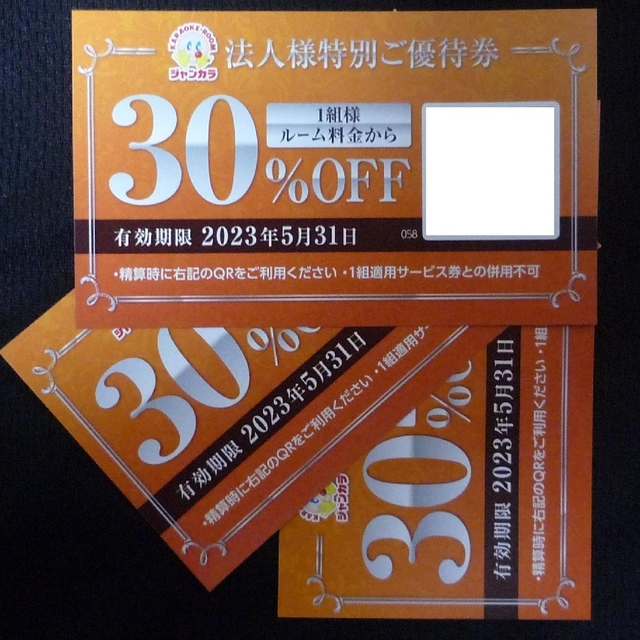 KARAOKE ROOM
ジャンカラ
法人様特別ご優待券
30%OFF
1組様
ルーム料金から
有効期限 2023年5月31日
058
・精算時に右記のQRをご利用ください ・1組適用サービス券との併用不可
30%
有効期限 2023年5月31日
・精算時に右記のQRをご利用ください ・1組適用サー
ジャンカラ
30%
有効期限 2023年5月31日
・精算時に右記のQRをご利用ください ・1組